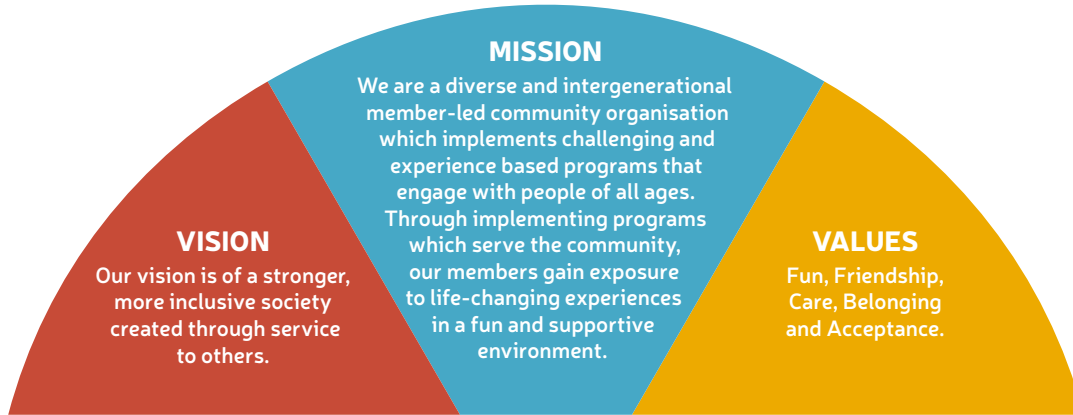 MISSION
We are a diverse and intergenerational
member-led community organisation
which implements challenging and
experience based programs that
engage with people of all ages.
Through implementing programs
which serve the community,
our members gain exposure
to life-changing experiences
in a fun and supportive
environment.
VISION
Our vision is of a stronger,
more inclusive society
created through service
to others.
VALUES
Fun, Friendship,
Care, Belonging
and Acceptance.